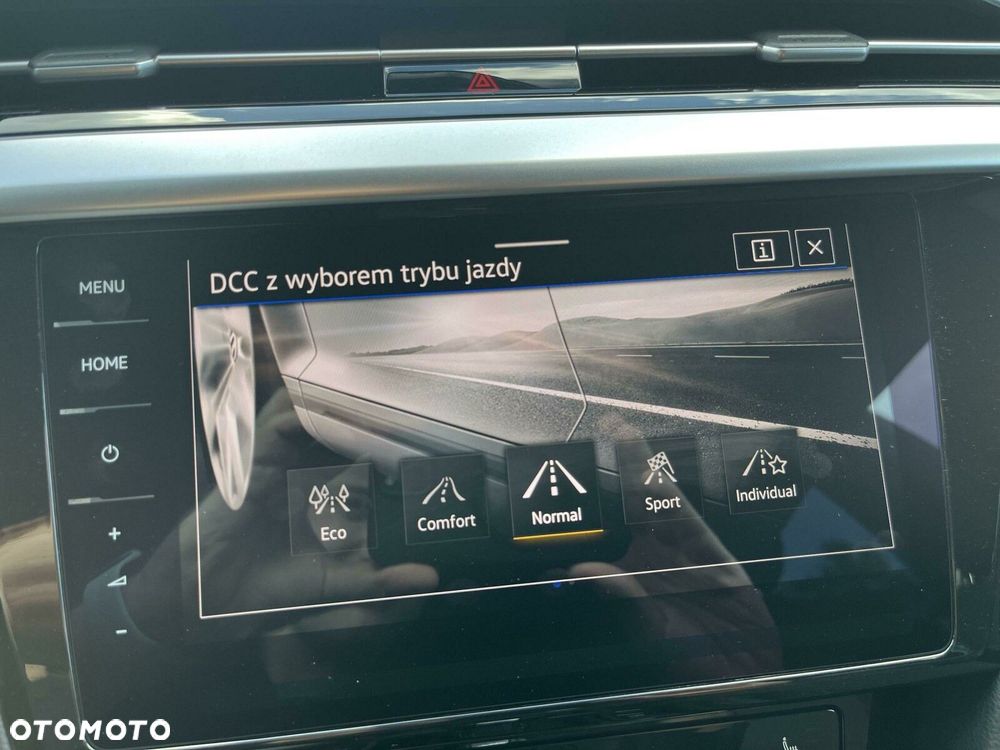 DCC z wyborem trybu jazdy
MENU
HOME
Eco
Comfort
Normal
Sport
Individual
OTOMOTO